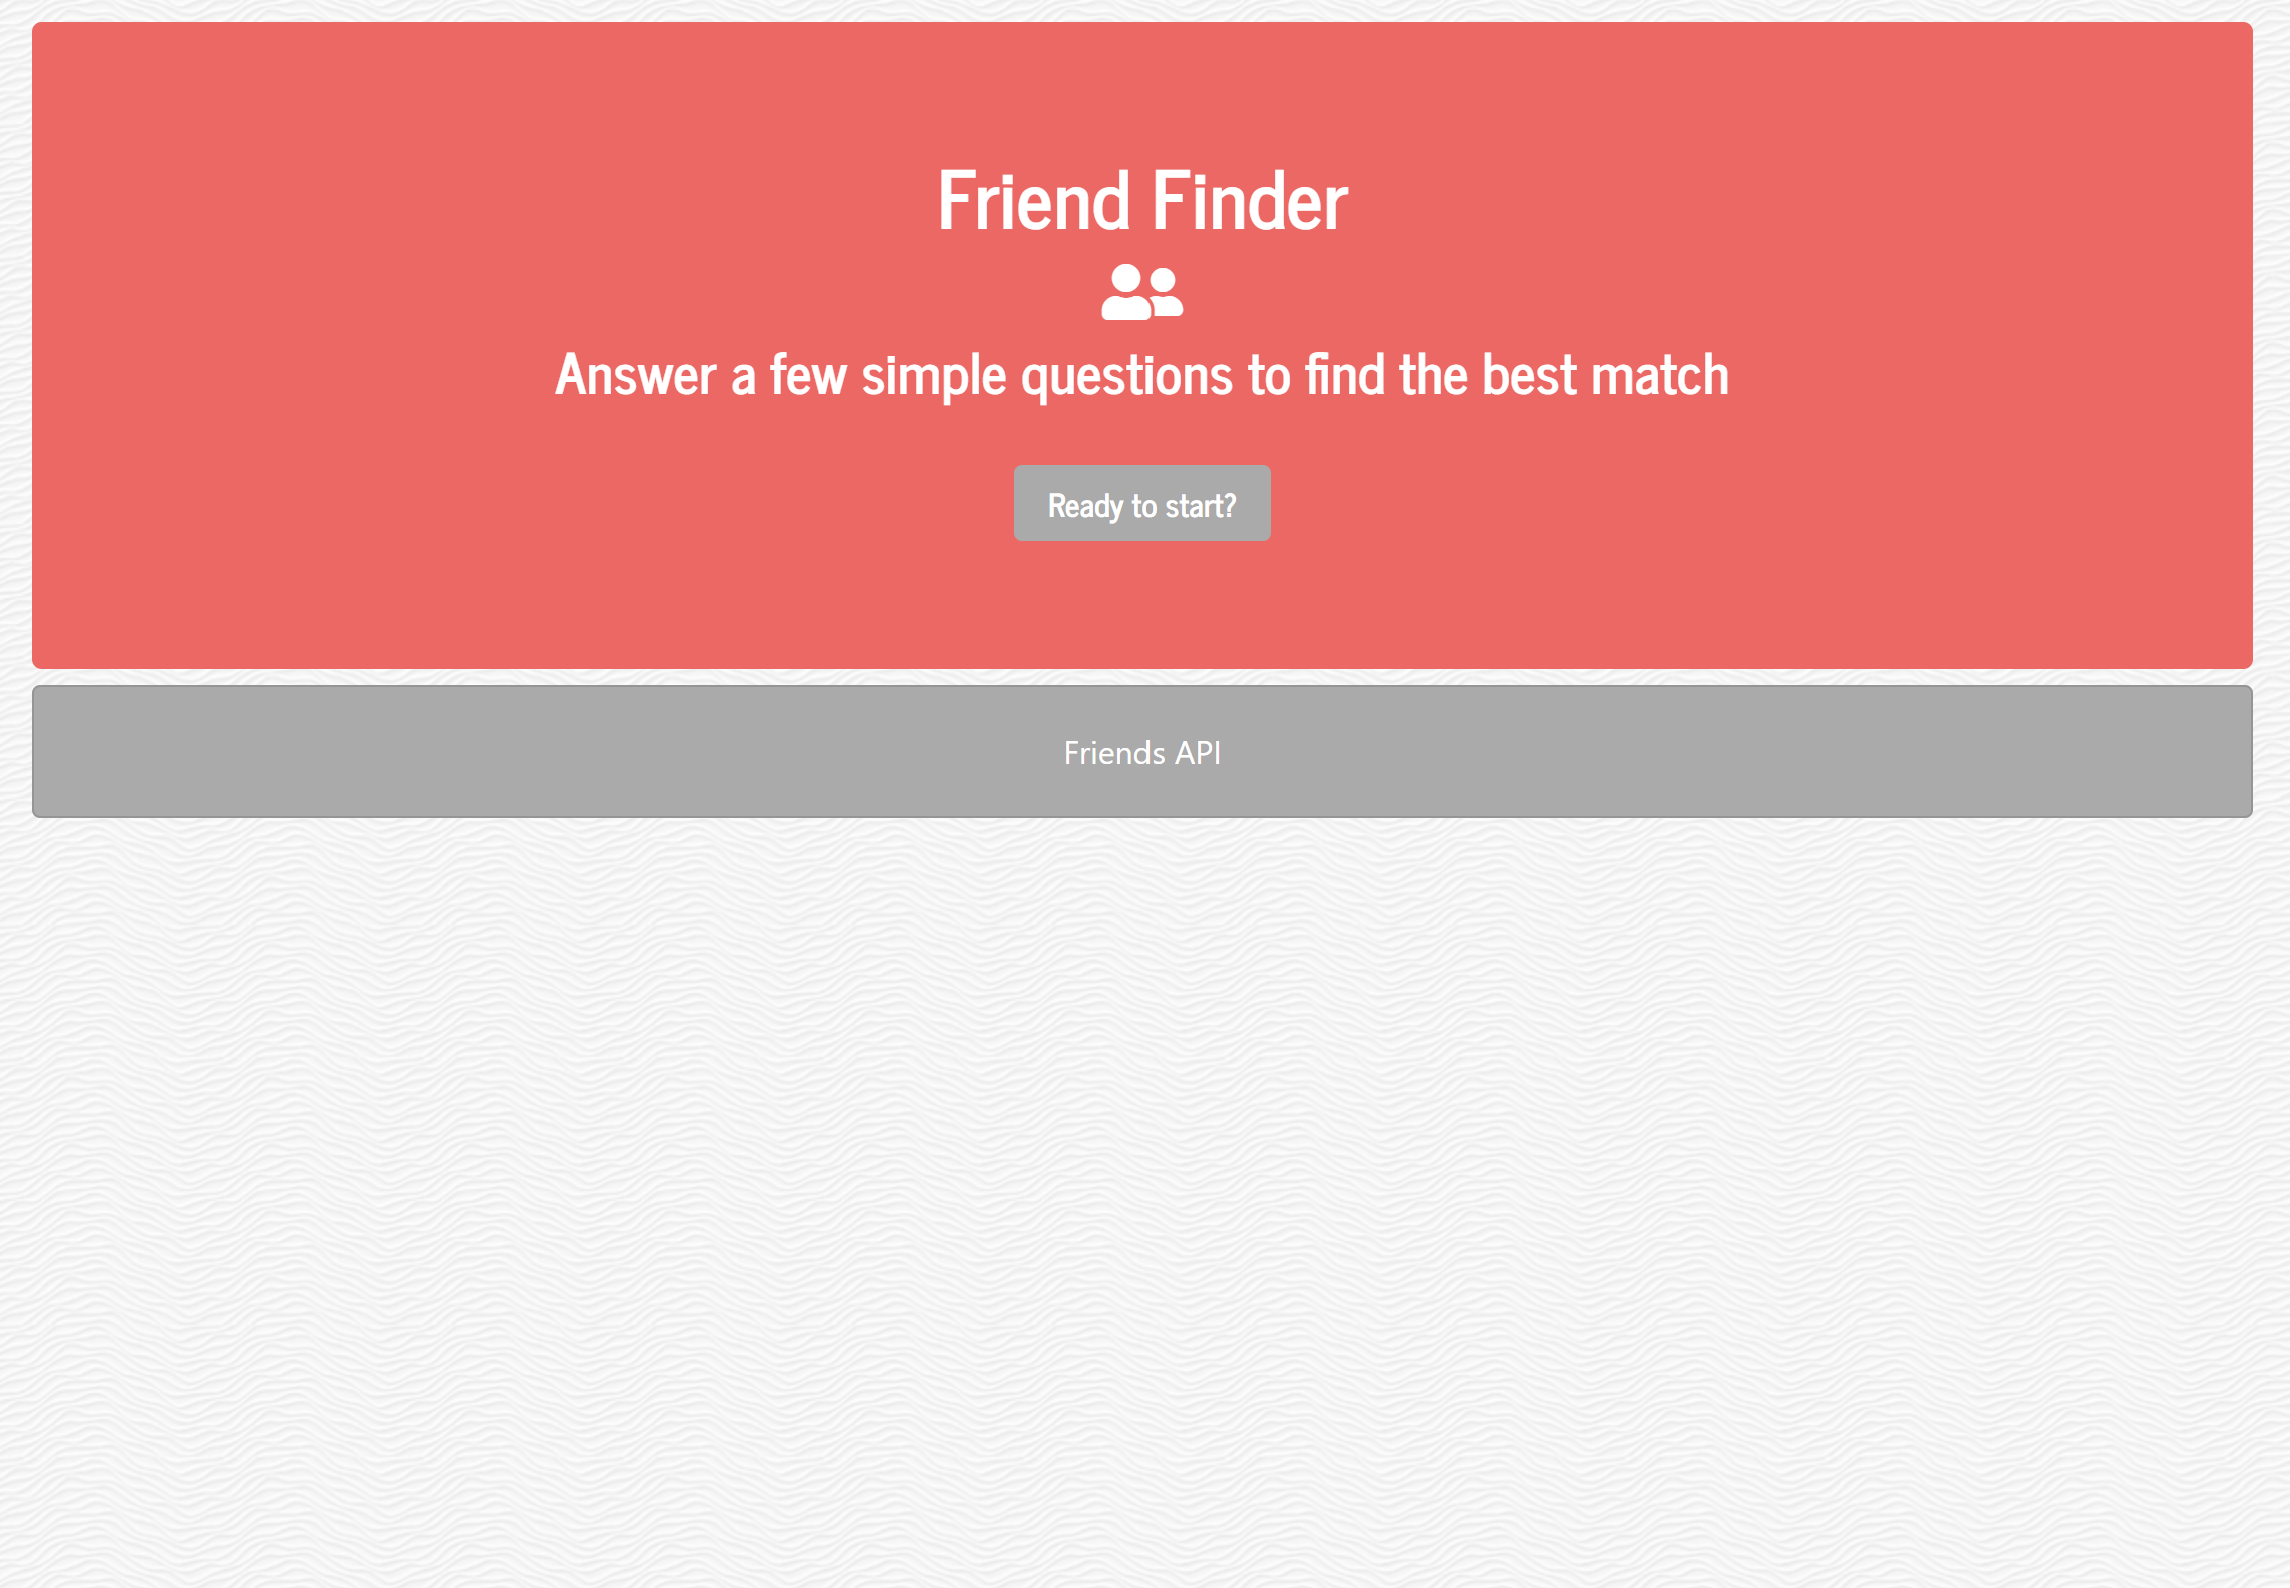 Friend Finder
Answer a few simple questions to find the best match
Ready to start?
Friends API